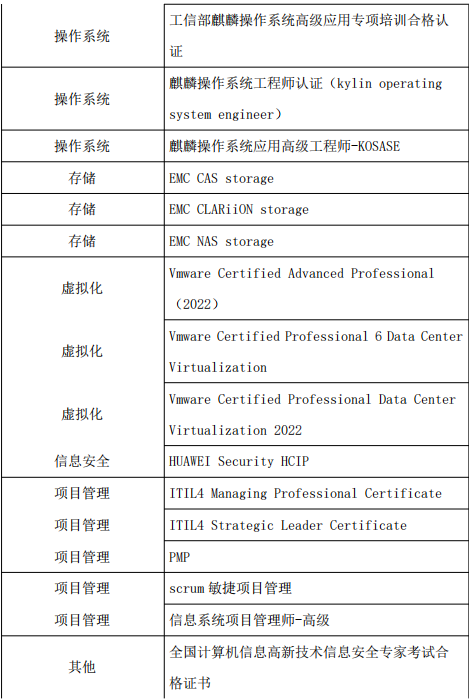 操作系统
工信部麒麟操作系统高级应用专项培训合格认
证
操作系统
麒麟操作系统工程师认证（kylin operating
system engineer）
操作系统
麒麟操作系统应用高级工程师-KOSASE
存储
EMC CAS storage
存储
EMC CLARiiON storage
存储
EMC NAS storage
虚拟化
Vmware Certified Advanced Professional
（2022）
虚拟化
Vmware Certified Professional 6 Data Center
Virtualization
虚拟化
Vmware Certified Professional Data Center
Virtualization 2022
信息安全
HUAWEI Security HCIP
项目管理
ITIL4 Managing Professional Certificate
项目管理
ITIL4 Strategic Leader Certificate
项目管理
PMP
项目管理
scrum 敏捷项目管理
项目管理
信息系统项目管理师-高级
其他
全国计算机信息高新技术信息安全专家考试合
格证书